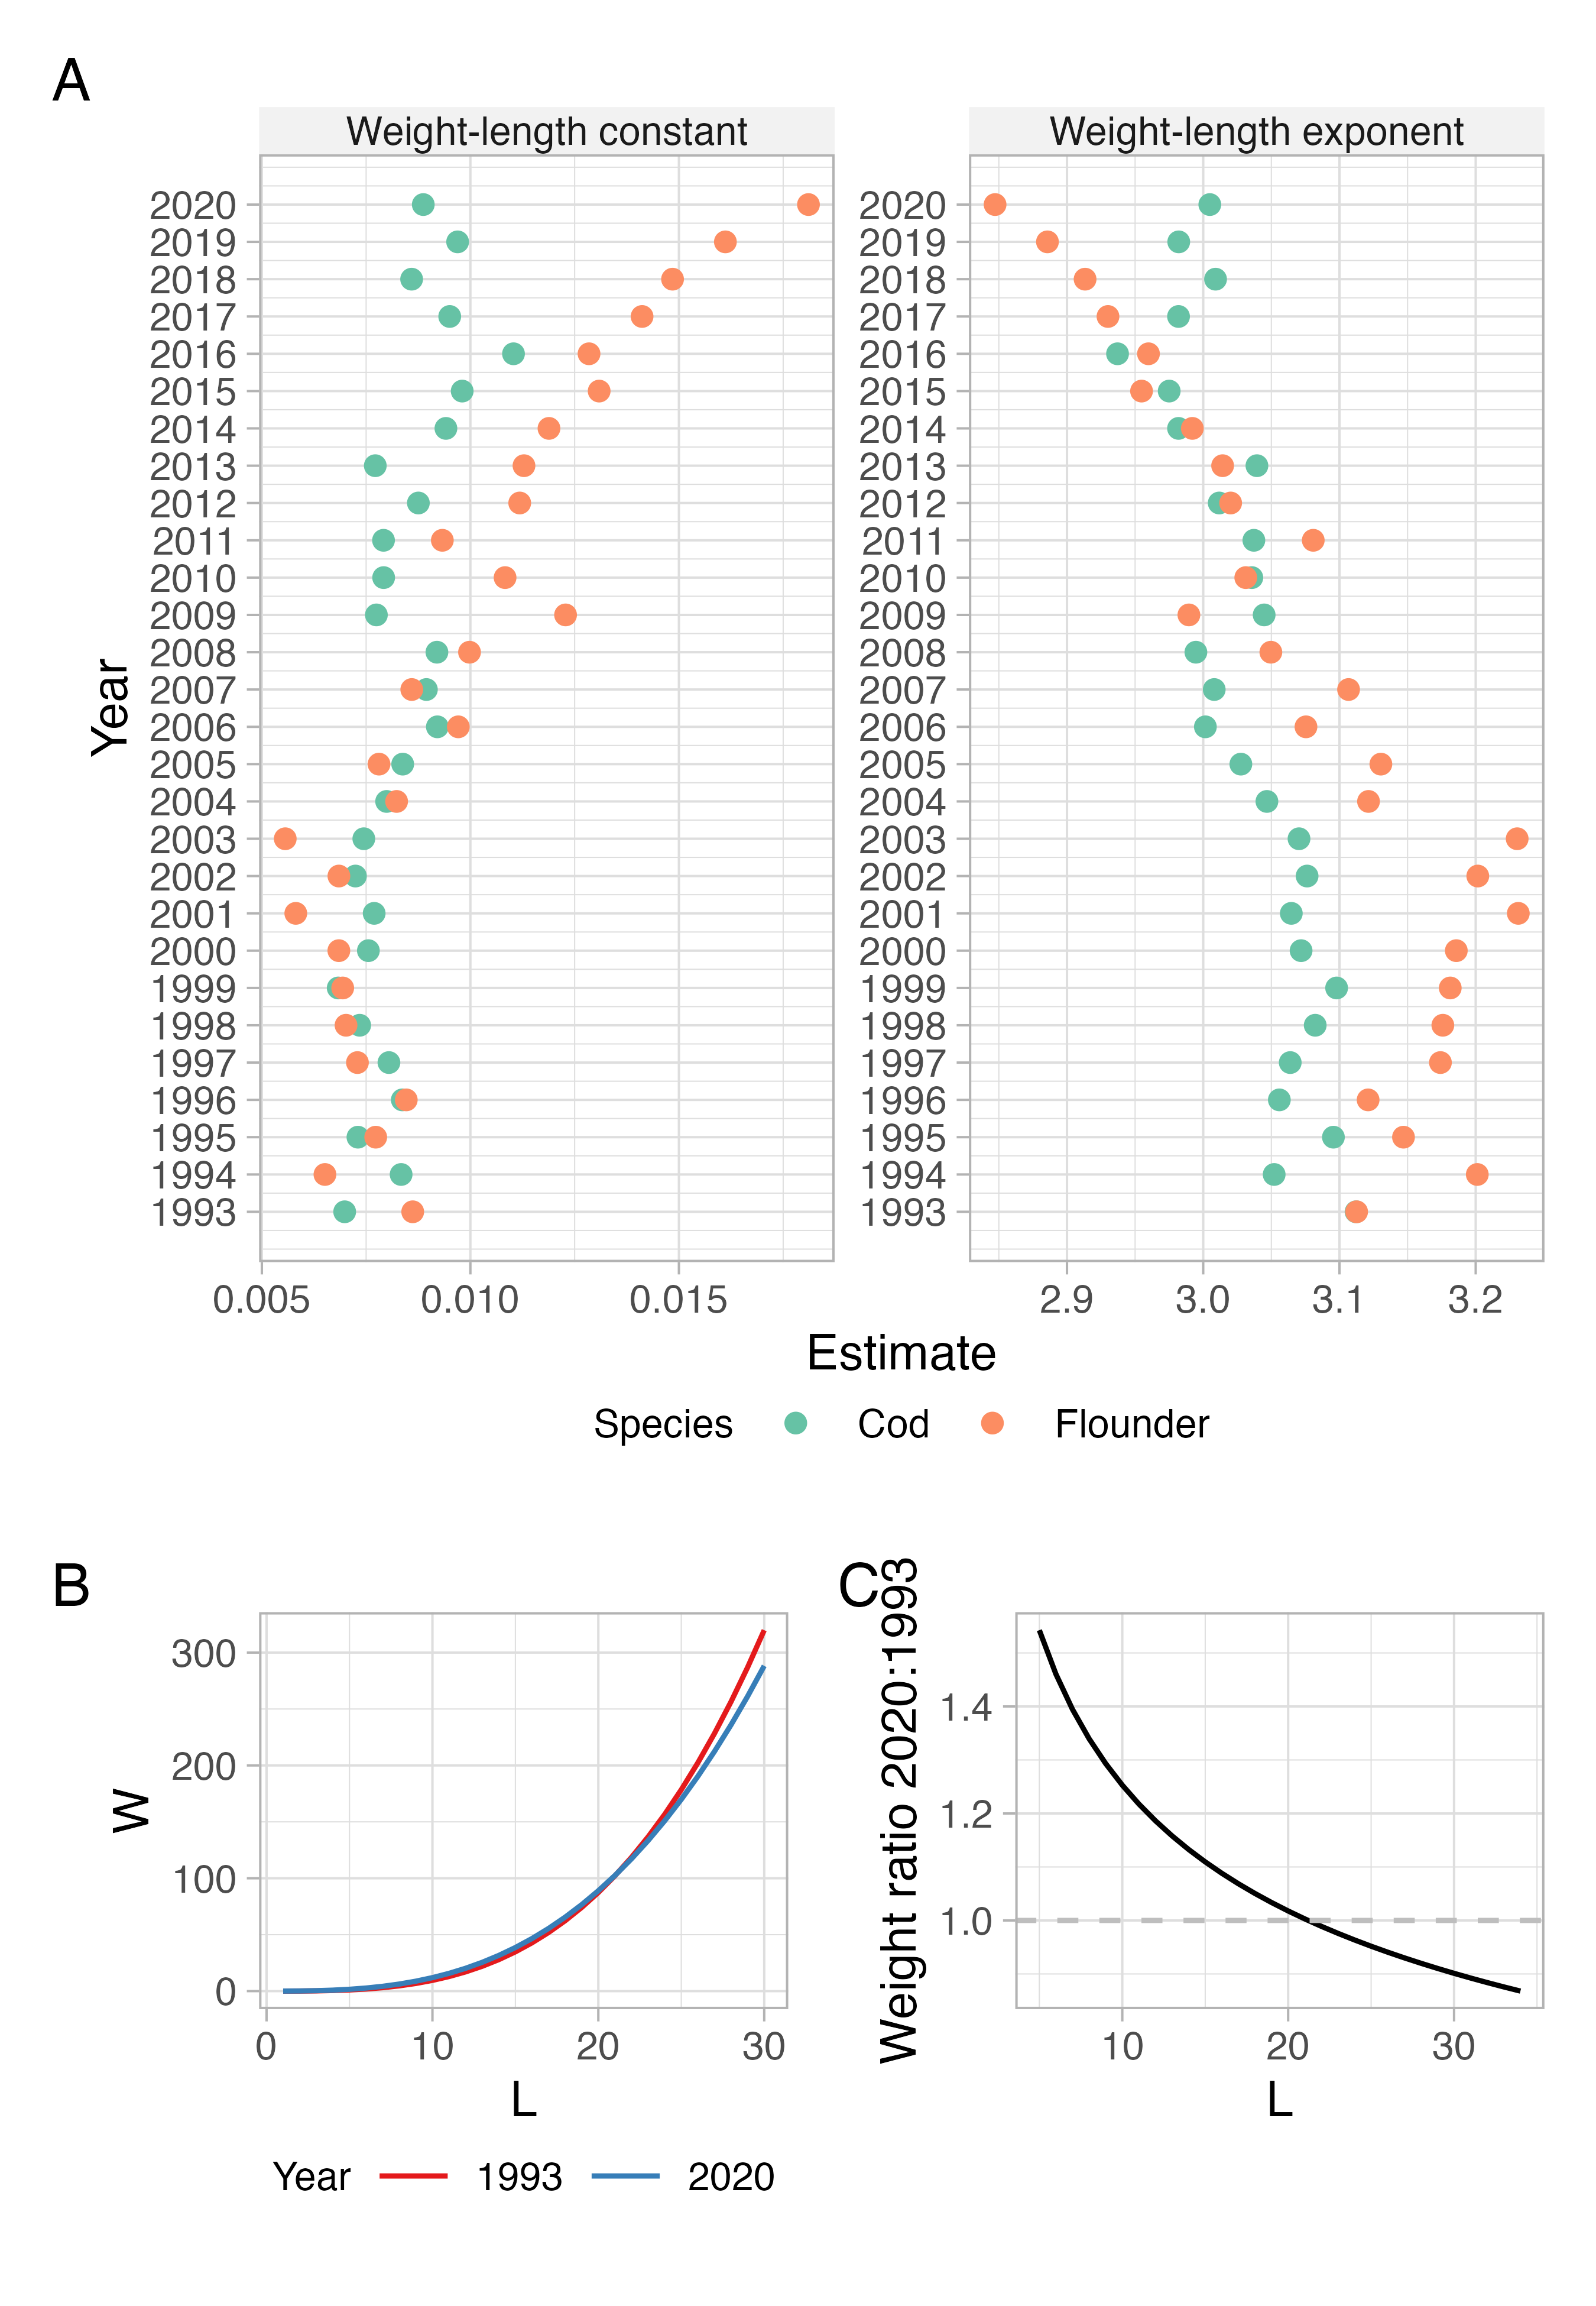 A
Weight-length constant Weight-length exponent
Year
2020 2020
2019 2019
2018 2018
2017 2017
2016 2016
2015 2015
2014 2014
2013 2013
2012 2012
2011 2011
2010 2010
2009 2009
2008 2008
2007 2007
2006 2006
2005 2005
2004 2004
2003 2003
2002 2002
2001 2001
2000 2000
1999 1999
1998 1998
1997 1997
1996 1996
1995 1995
1994 1994
1993 1993
0.005 0.010 0.015 2.9 3.0 3.1 3.2
Estimate
Species Cod Flounder
B
W
300
200
100
0
0 10 20 30
L
Year 1993 2020
C
Weight ratio 2020:1993
1.4
1.2
1.0
10 20 30
L